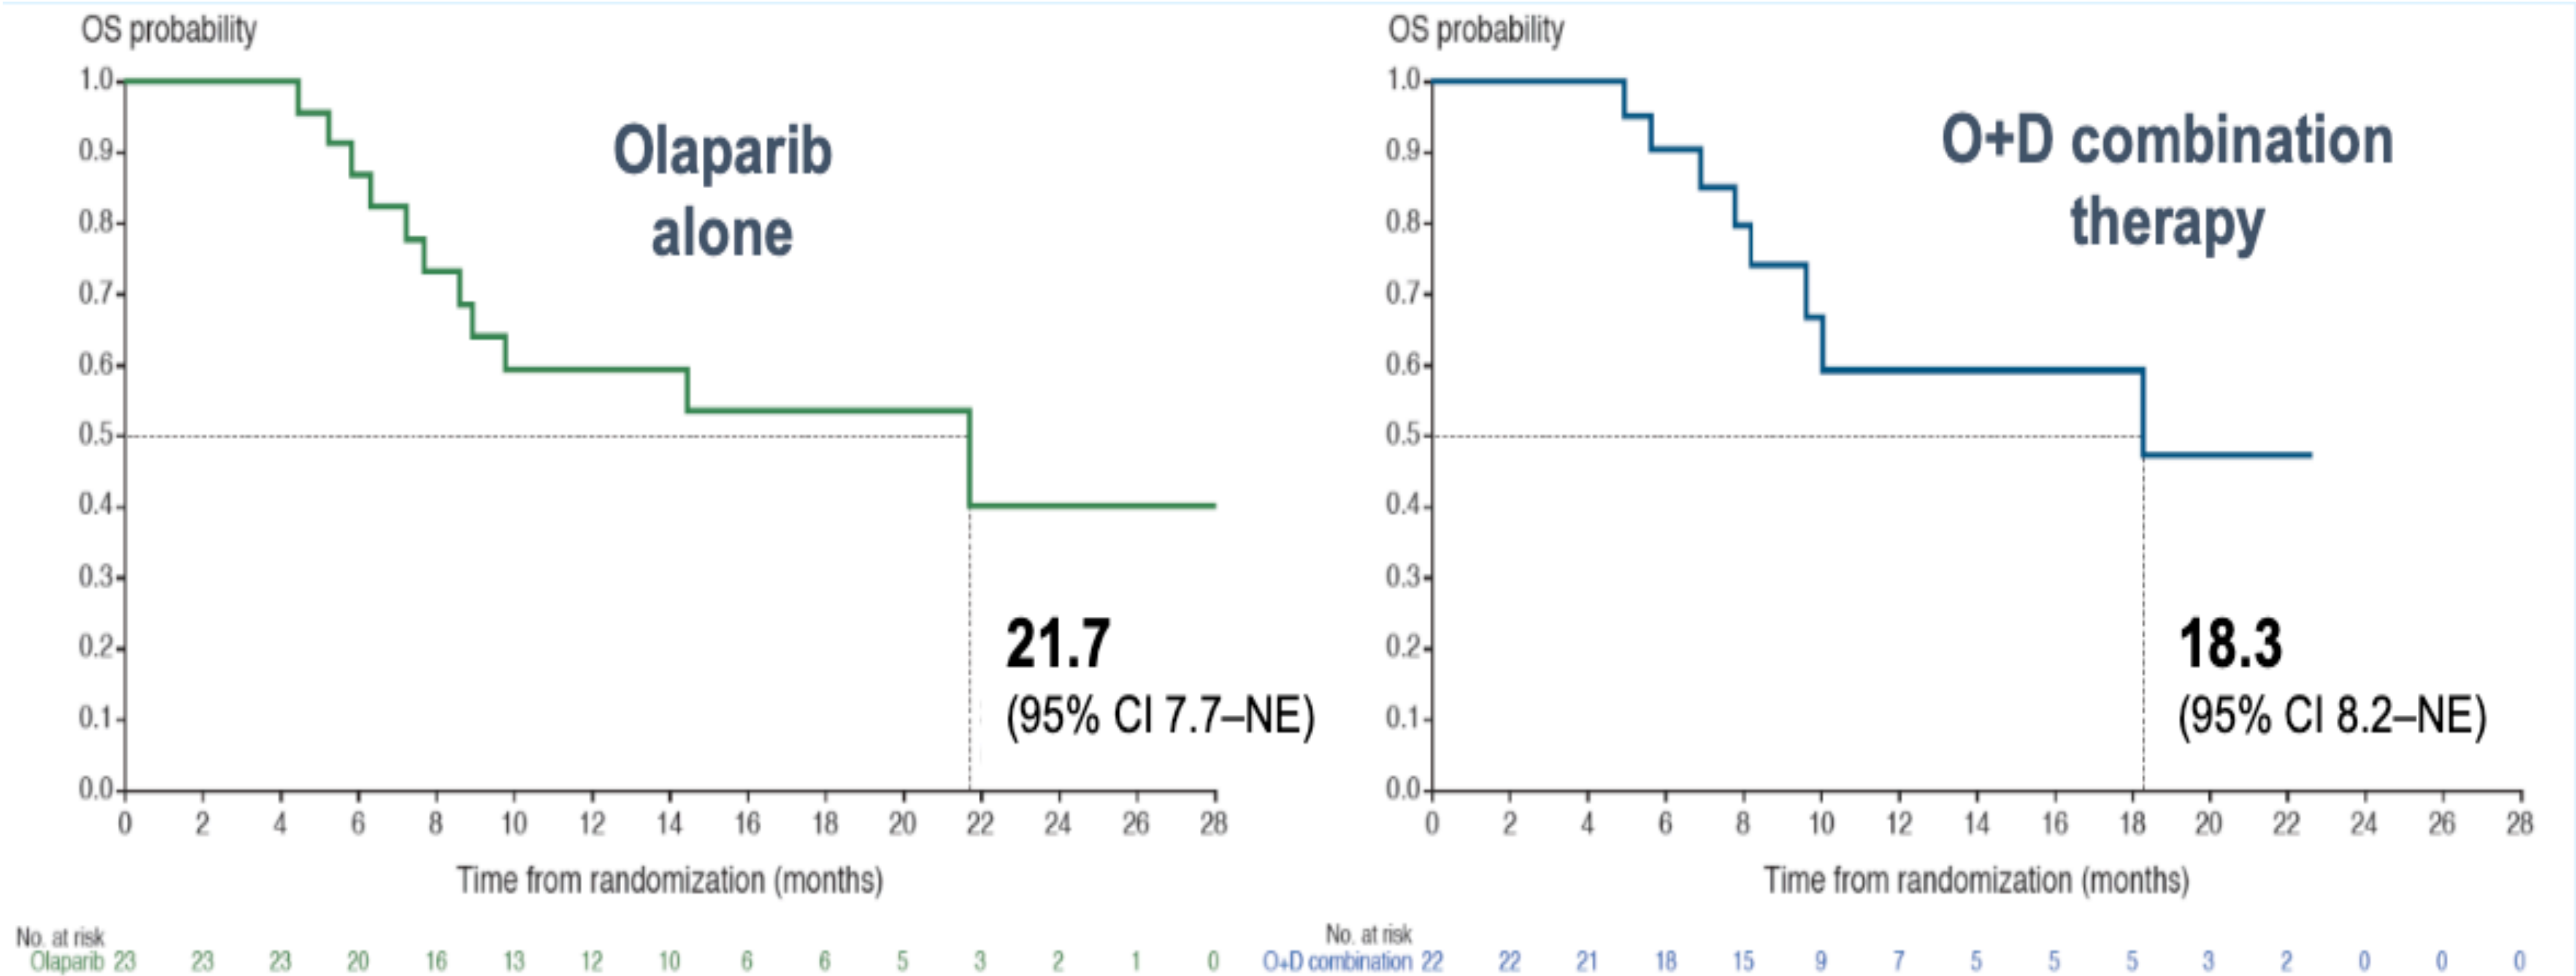 OS probability
1.0
0.9
0.8
0.7
0.6
0.5
0.4
0.3
0.2
0.1
0.0
Olaparib
alone
21.7
(95% CI 7.7–NE)
0 2 4 6 8 10 12 14 16 18 20 22 24 26 28
Time from randomization (months)
No. at risk
Olaparib 23 23 23 20 16 13 12 10 6 6 5 3 2 1 0
OS probability
1.0
0.9
0.8
0.7
0.6
0.5
0.4
0.3
0.2
0.1
0.0
O+D combination
therapy
18.3
(95% CI 8.2–NE)
0 2 4 6 8 10 12 14 16 18 20 22 24 26 28
Time from randomization (months)
No. at risk
O+D combination 22 22 21 18 15 9 7 5 5 5 3 2 0 0 0